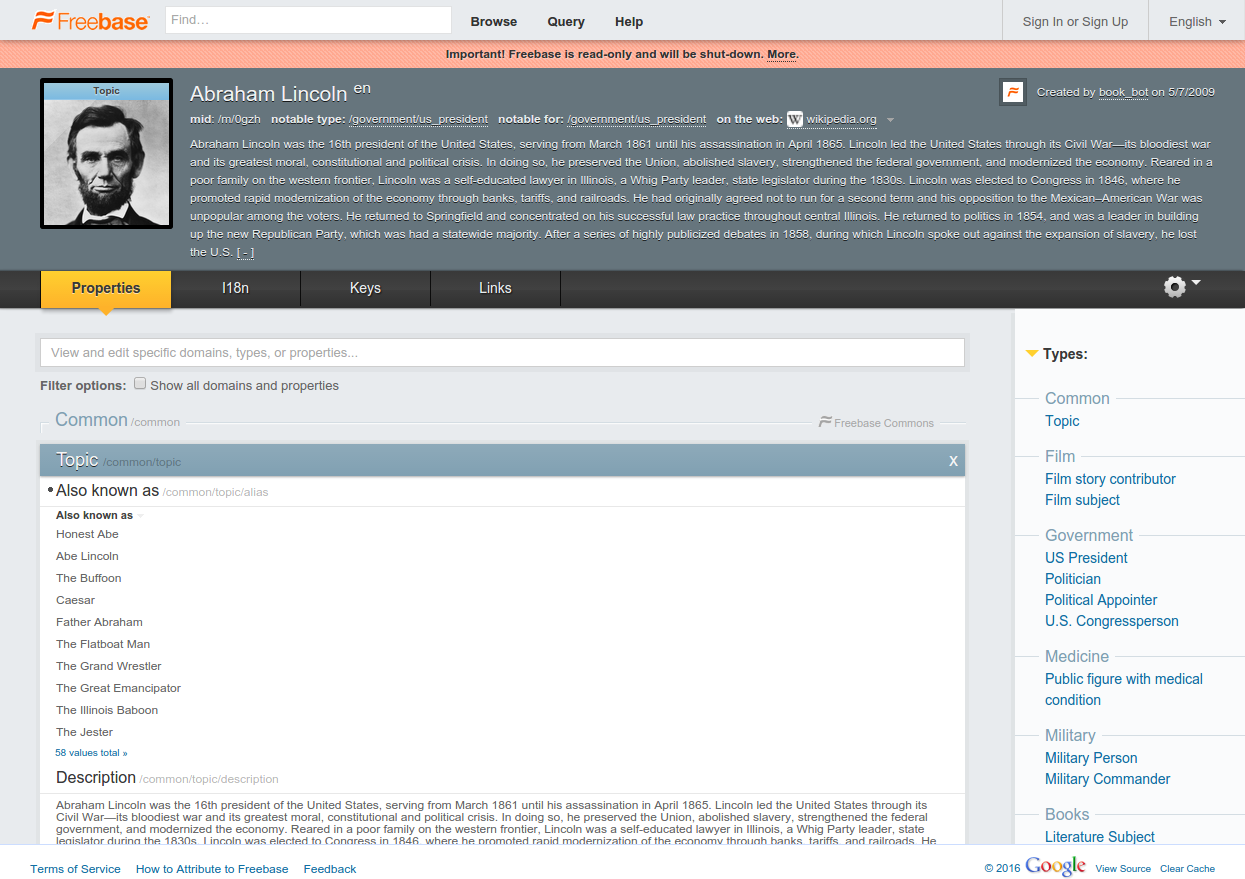 Freebase Find... Browse Query Help Sign In or Sign Up English
Important! Freebase is read-only and will be shut-down. More.
Topic
Abraham Lincoln en
Created by book_bot on 5/7/2009
mid: /m/0gzh notable type: /government/us_president notable for: /government/us_president on the web: W wikipedia.org
Abraham Lincoln was the 16th president of the United States, serving from March 1861 until his assassination in April 1865. Lincoln led the United States through its Civil War—its bloodiest war
and its greatest moral, constitutional and political crisis. In doing so, he preserved the Union, abolished slavery, strengthened the federal government, and modernized the economy. Reared in a
poor family on the western frontier, Lincoln was a self-educated lawyer in Illinois, a Whig Party leader, state legislator during the 1830s. Lincoln was elected to Congress in 1846, where he
promoted rapid modernization of the economy through banks, tariffs, and railroads. He had originally agreed not to run for a second term and his opposition to the Mexican–American War was
unpopular among the voters. He returned to Springfield and concentrated on his successful law practice throughout central Illinois. He returned to politics in 1854, and was a leader in building
up the new Republican Party, which was had a statewide majority. After a series of highly publicized debates in 1858, during which Lincoln spoke out against the expansion of slavery, he lost
the U.S. [ - ]
Properties I18n Keys Links
View and edit specific domains, types, or properties...
Filter options: Show all domains and properties
Common /common Freebase Commons
Topic /common/topic X
Also known as /common/topic/alias
Also known as
Honest Abe
Abe Lincoln
The Buffoon
Caesar
Father Abraham
The Flatboat Man
The Grand Wrestler
The Great Emancipator
The Illinois Baboon
The Jester
58 values total »
Description /common/topic/description
Abraham Lincoln was the 16th president of the United States, serving from March 1861 until his assassination in April 1865. Lincoln led the United States through its
Civil War—its bloodiest war and its greatest moral, constitutional and political crisis. In doing so, he preserved the Union, abolished slavery, strengthened the federal
government, and modernized the economy. Reared in a poor family on the western frontier, Lincoln was a self-educated lawyer in Illinois, a Whig Party leader, state
legislator during the 1830s. Lincoln was elected to Congress in 1846, where he promoted rapid modernization of the economy through banks, tariffs, and railroads. He
Types:
Common
Topic
Film
Film story contributor
Film subject
Government
US President
Politician
Political Appointer
U.S. Congressperson
Medicine
Public figure with medical
condition
Military
Military Person
Military Commander
Books
Literature Subject
Terms of Service How to Attribute to Freebase Feedback © 2016 Google View Source Clear Cache